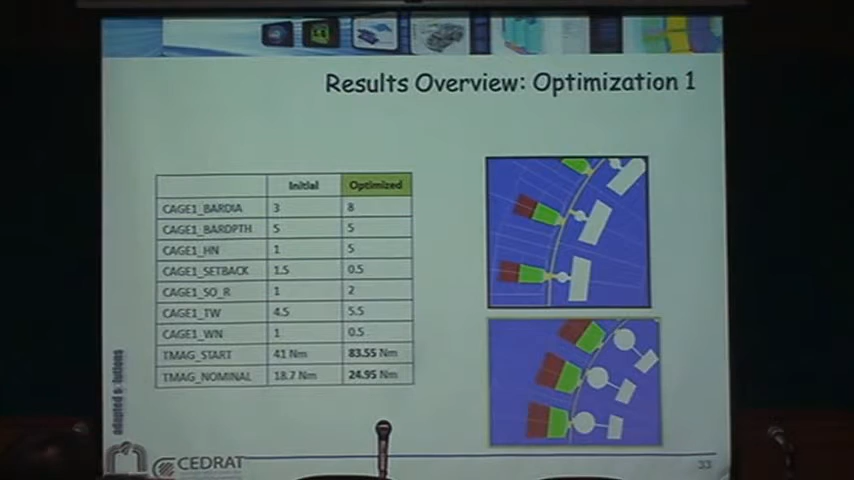 Results Overview: Optimization 1
Initial Optimized
CAGE1_BARDIA 3 8
CAGE1_BARDPTH 5 5
CAGE1_HN 1 5
CAGE1_SETBACK 1.5 0.5
CAGE1_SO_R 1 2
CAGE1_TW 4.5 5.5
CAGE1_WN 1 0.5
TMAG_START 41 Nm 83.55 Nm
TMAG_NOMINAL 18.7 Nm 24.95 Nm
CEDRAT
33